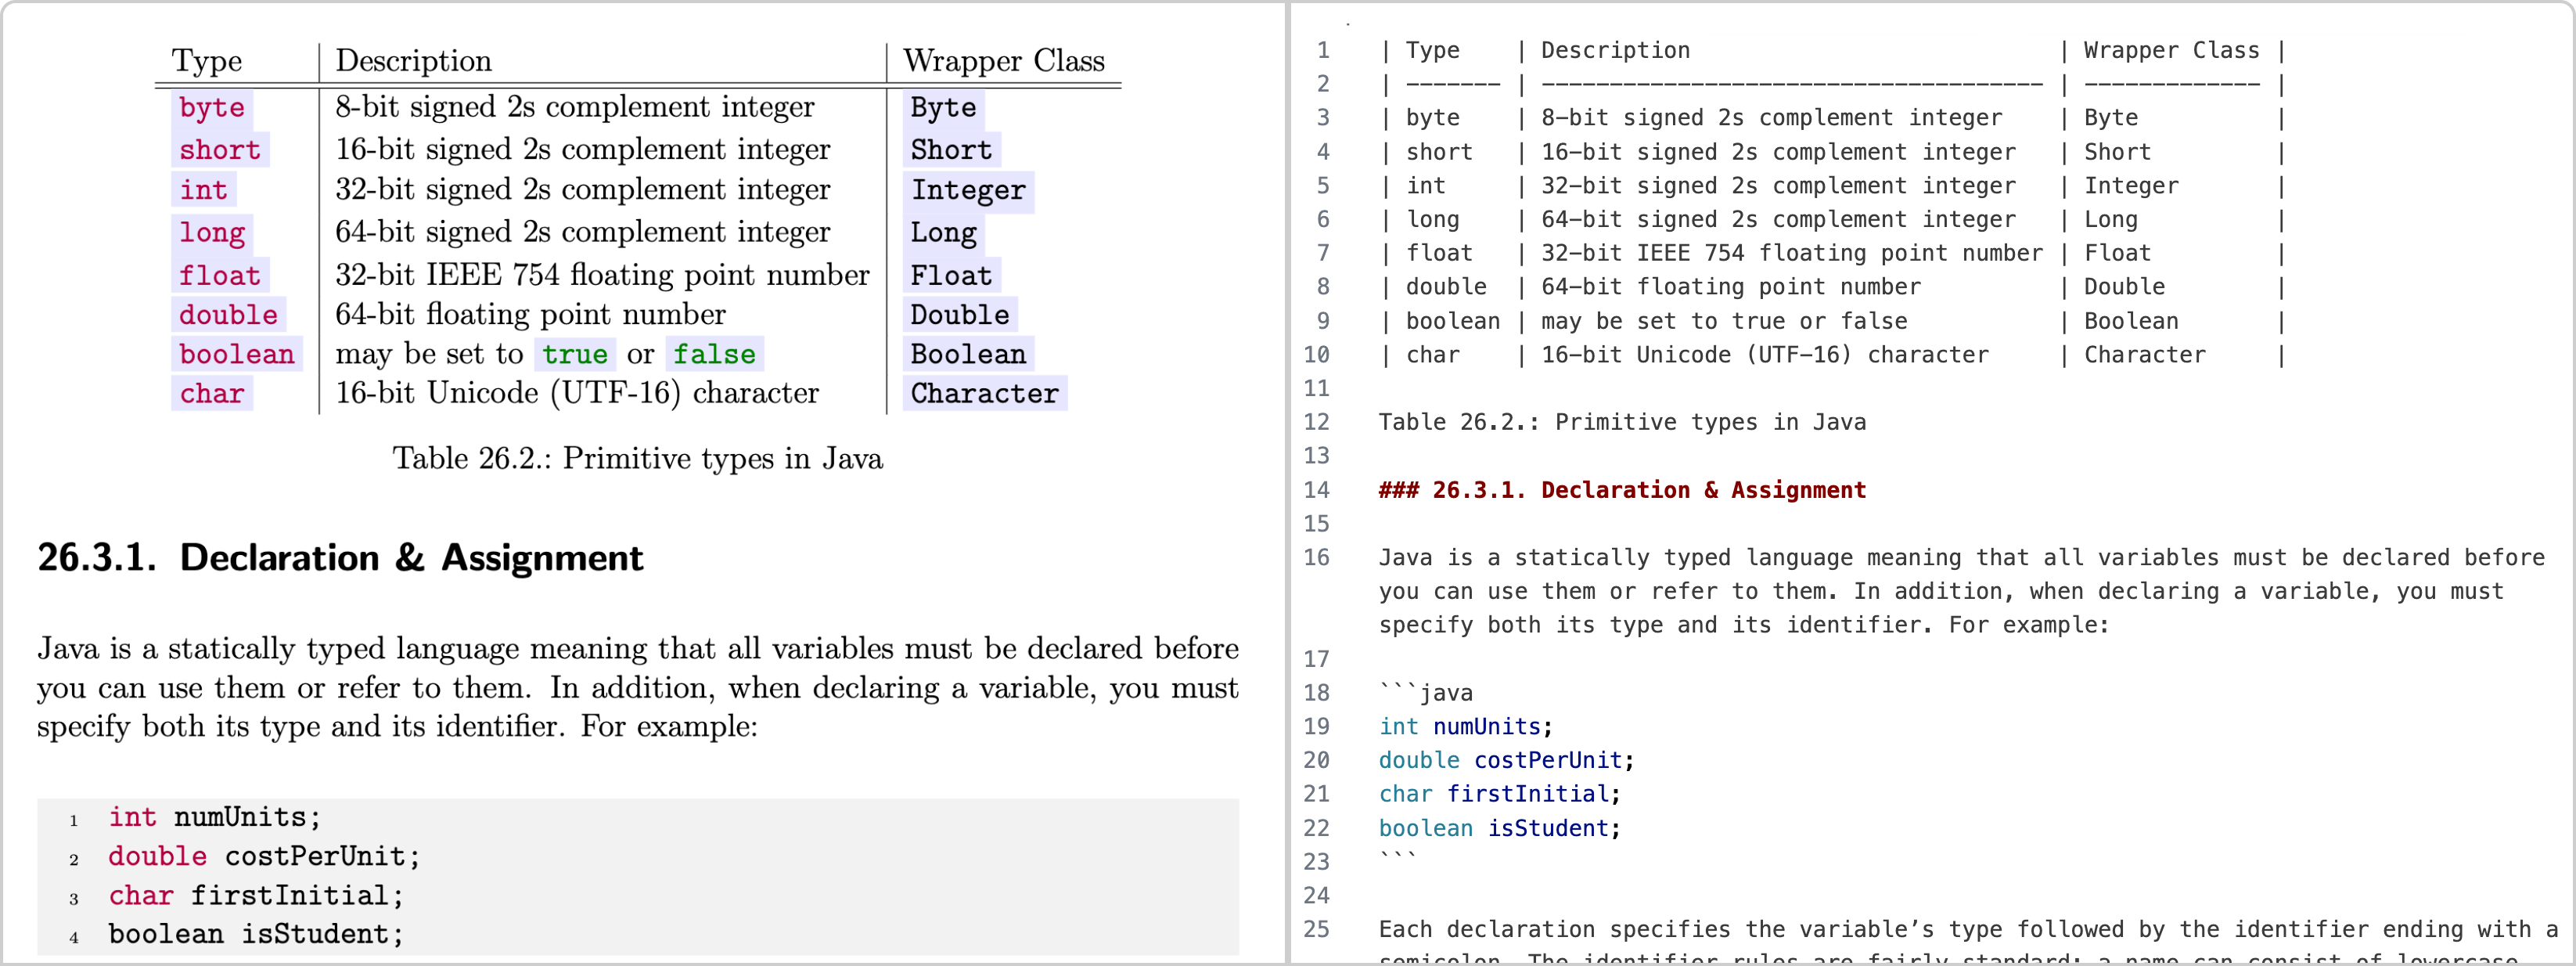 Type Description Wrapper Class
byte 8-bit signed 2s complement integer Byte
short 16-bit signed 2s complement integer Short
int 32-bit signed 2s complement integer Integer
long 64-bit signed 2s complement integer Long
float 32-bit IEEE 754 floating point number Float
double 64-bit floating point number Double
boolean may be set to true or false Boolean
char 16-bit Unicode (UTF-16) character Character
Table 26.2.: Primitive types in Java
26.3.1. Declaration & Assignment
Java is a statically typed language meaning that all variables must be declared before
you can use them or refer to them. In addition, when declaring a variable, you must
specify both its type and its identifier. For example:
1 int numUnits;
2 double costPerUnit;
3 char firstInitial;
4 boolean isStudent;
1 | Type    | Description                           | Wrapper Class |
2 | ------- | ------------------------------------- | ------------- |
3 | byte    | 8-bit signed 2s complement integer    | Byte          |
4 | short   | 16-bit signed 2s complement integer   | Short         |
5 | int     | 32-bit signed 2s complement integer   | Integer       |
6 | long    | 64-bit signed 2s complement integer   | Long          |
7 | float   | 32-bit IEEE 754 floating point number | Float         |
8 | double  | 64-bit floating point number          | Double        |
9 | boolean | may be set to true or false           | Boolean       |
10 | char    | 16-bit Unicode (UTF-16) character     | Character     |
11
12 Table 26.2.: Primitive types in Java
13
14 ### 26.3.1. Declaration & Assignment
15
16 Java is a statically typed language meaning that all variables must be declared before
you can use them or refer to them. In addition, when declaring a variable, you must
specify both its type and its identifier. For example:
17
18 ```java
19 int numUnits;
20 double costPerUnit;
21 char firstInitial;
22 boolean isStudent;
23 ```
24
25 Each declaration specifies the variable’s type followed by the identifier ending with a
semicolon. The identifier rules are fairly standard: a name can consist of lowercase